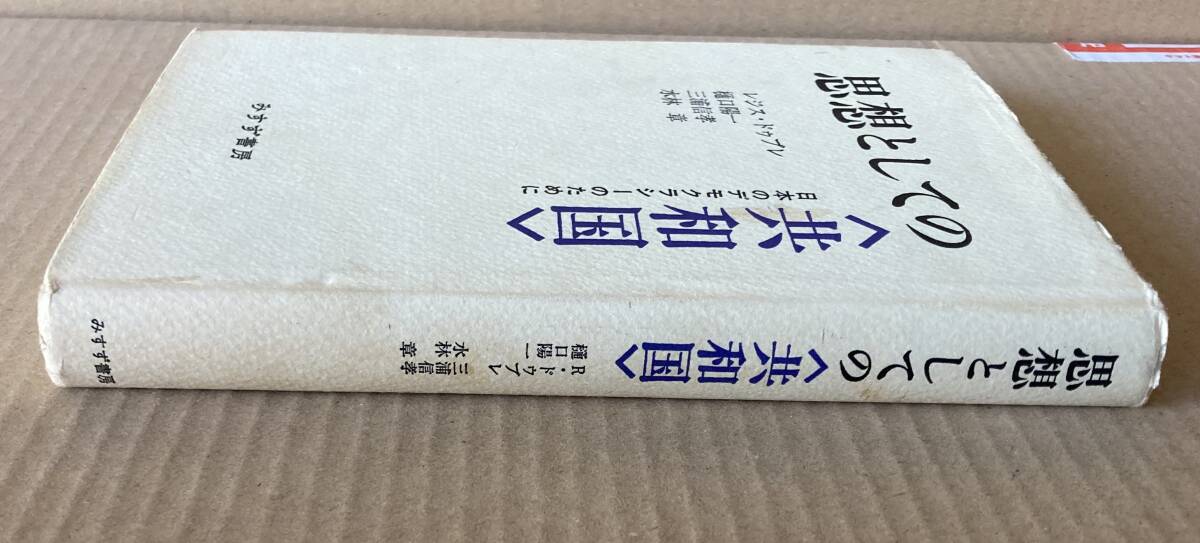 思想としての
〈共和国〉
日本のデモクラシーのために
レジス・ドゥブレ
樋口陽一
三浦信孝
水林 章
みすず書房
思想としての〈共和国〉
R・ドゥブレ
樋口陽一
三浦信孝
水林 章
みすず書房